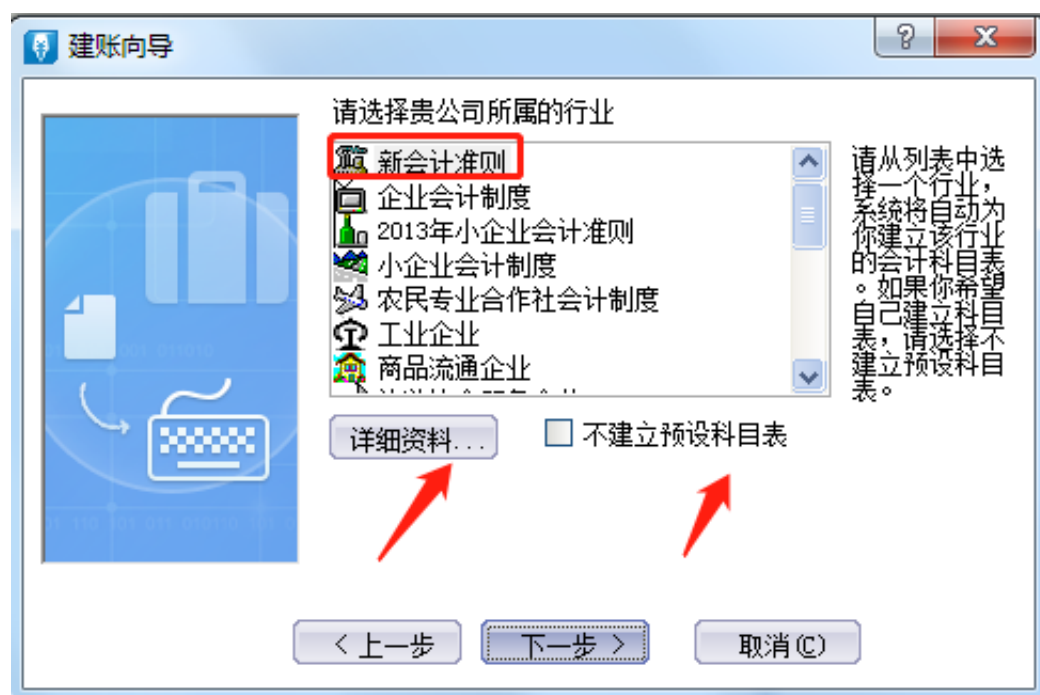 建账向导
请选择贵公司所属的行业
新会计准则
企业会计制度
2013年小企业会计准则
小企业会计制度
农民专业合作社会计制度
工业企业
商品流通企业
请从列表中选
择一个行业，
系统将自动为
你建立该行业
的会计科目表
。如果你希望
自己建立科目
表，请选择不
建立预设科目
表。
详细资料...
不建立预设科目表
<上一步
下一步>
取消(C)